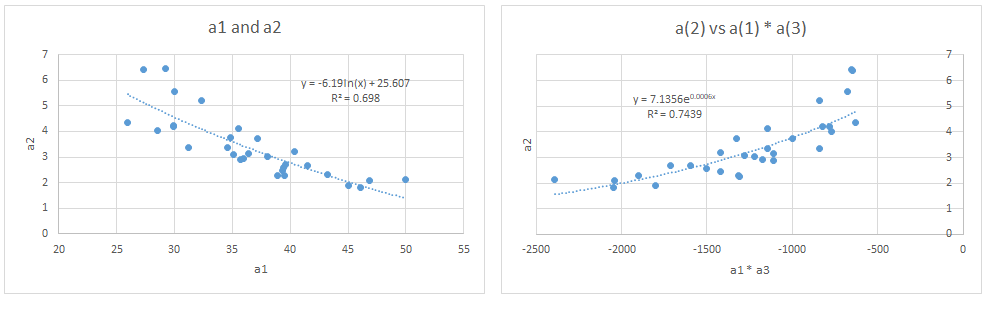 a1 and a2
7
6
5
4
3
2
1
0
a2
y = -6.19ln(x) + 25.607
R² = 0.698
20 25 30 35 40 45 50 55
a1
a(2) vs a(1) * a(3)
7
6
5
4
3
2
1
0
a2
y = 7.1356e^0.0006x
R² = 0.7439
-2500 -2000 -1500 -1000 -500 0
a1 * a3